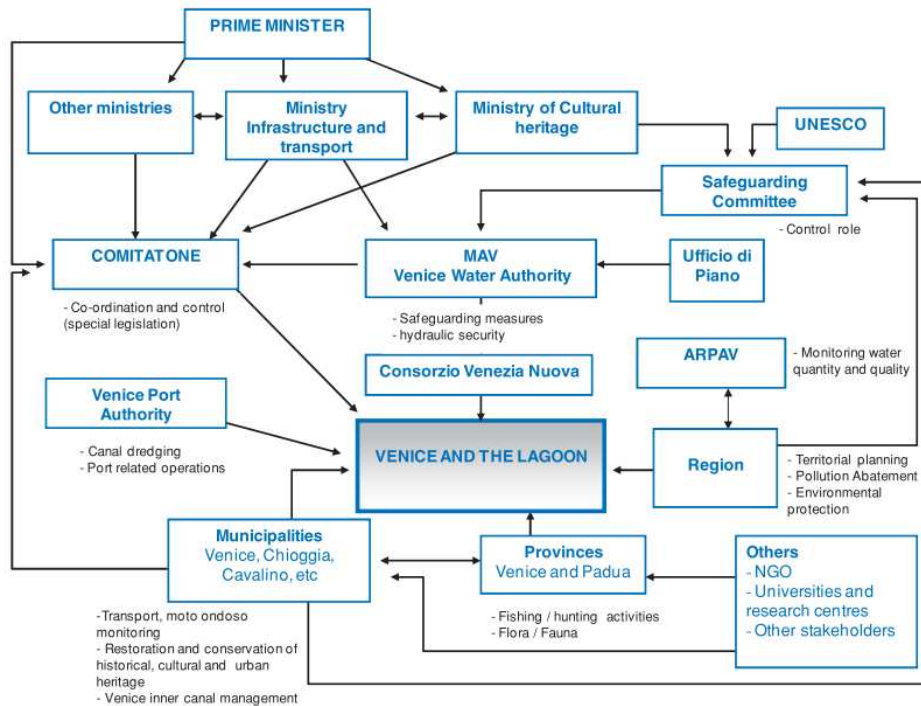 PRIME MINISTER
Other ministries
Ministry
Infrastructure and
transport
Ministry of Cultural
heritage
UNESCO
Safeguarding
Committee
- Control role
COMITATONE
- Co-ordination and control
(special legislation)
MAV
Venice Water Authority
- Safeguarding measures
- hydraulic security
Ufficio di
Piano
Consorzio Venezia Nuova
ARPAV
- Monitoring water
quantity and quality
Venice Port
Authority
- Canal dredging
- Port related operations
VENICE AND THE LAGOON
Region
- Territorial planning
- Pollution Abatement
- Environmental
protection
Municipalities
Venice, Chioggia,
Cavalino, etc
-Transport, moto ondoso
monitoring
- Restoration and conservation of
historical, cultural and urban
heritage
- Venice inner canal management
Provinces
Venice and Padua
- Fishing / hunting activities
- Flora / Fauna
Others
- NGO
- Universities and
research centres
- Other stakeholders